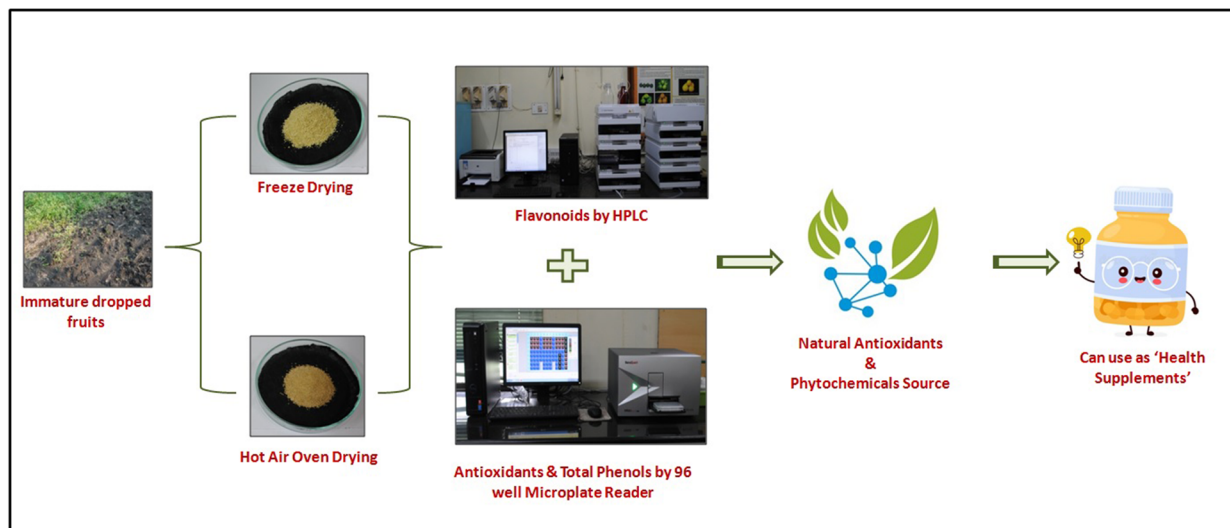 Immature dropped
fruits
Freeze Drying
Hot Air Oven Drying
Flavonoids by HPLC
Antioxidants & Total Phenols by 96
well Microplate Reader
Natural Antioxidants
&
Phytochemicals Source
Can use as ‘Health
Supplements’